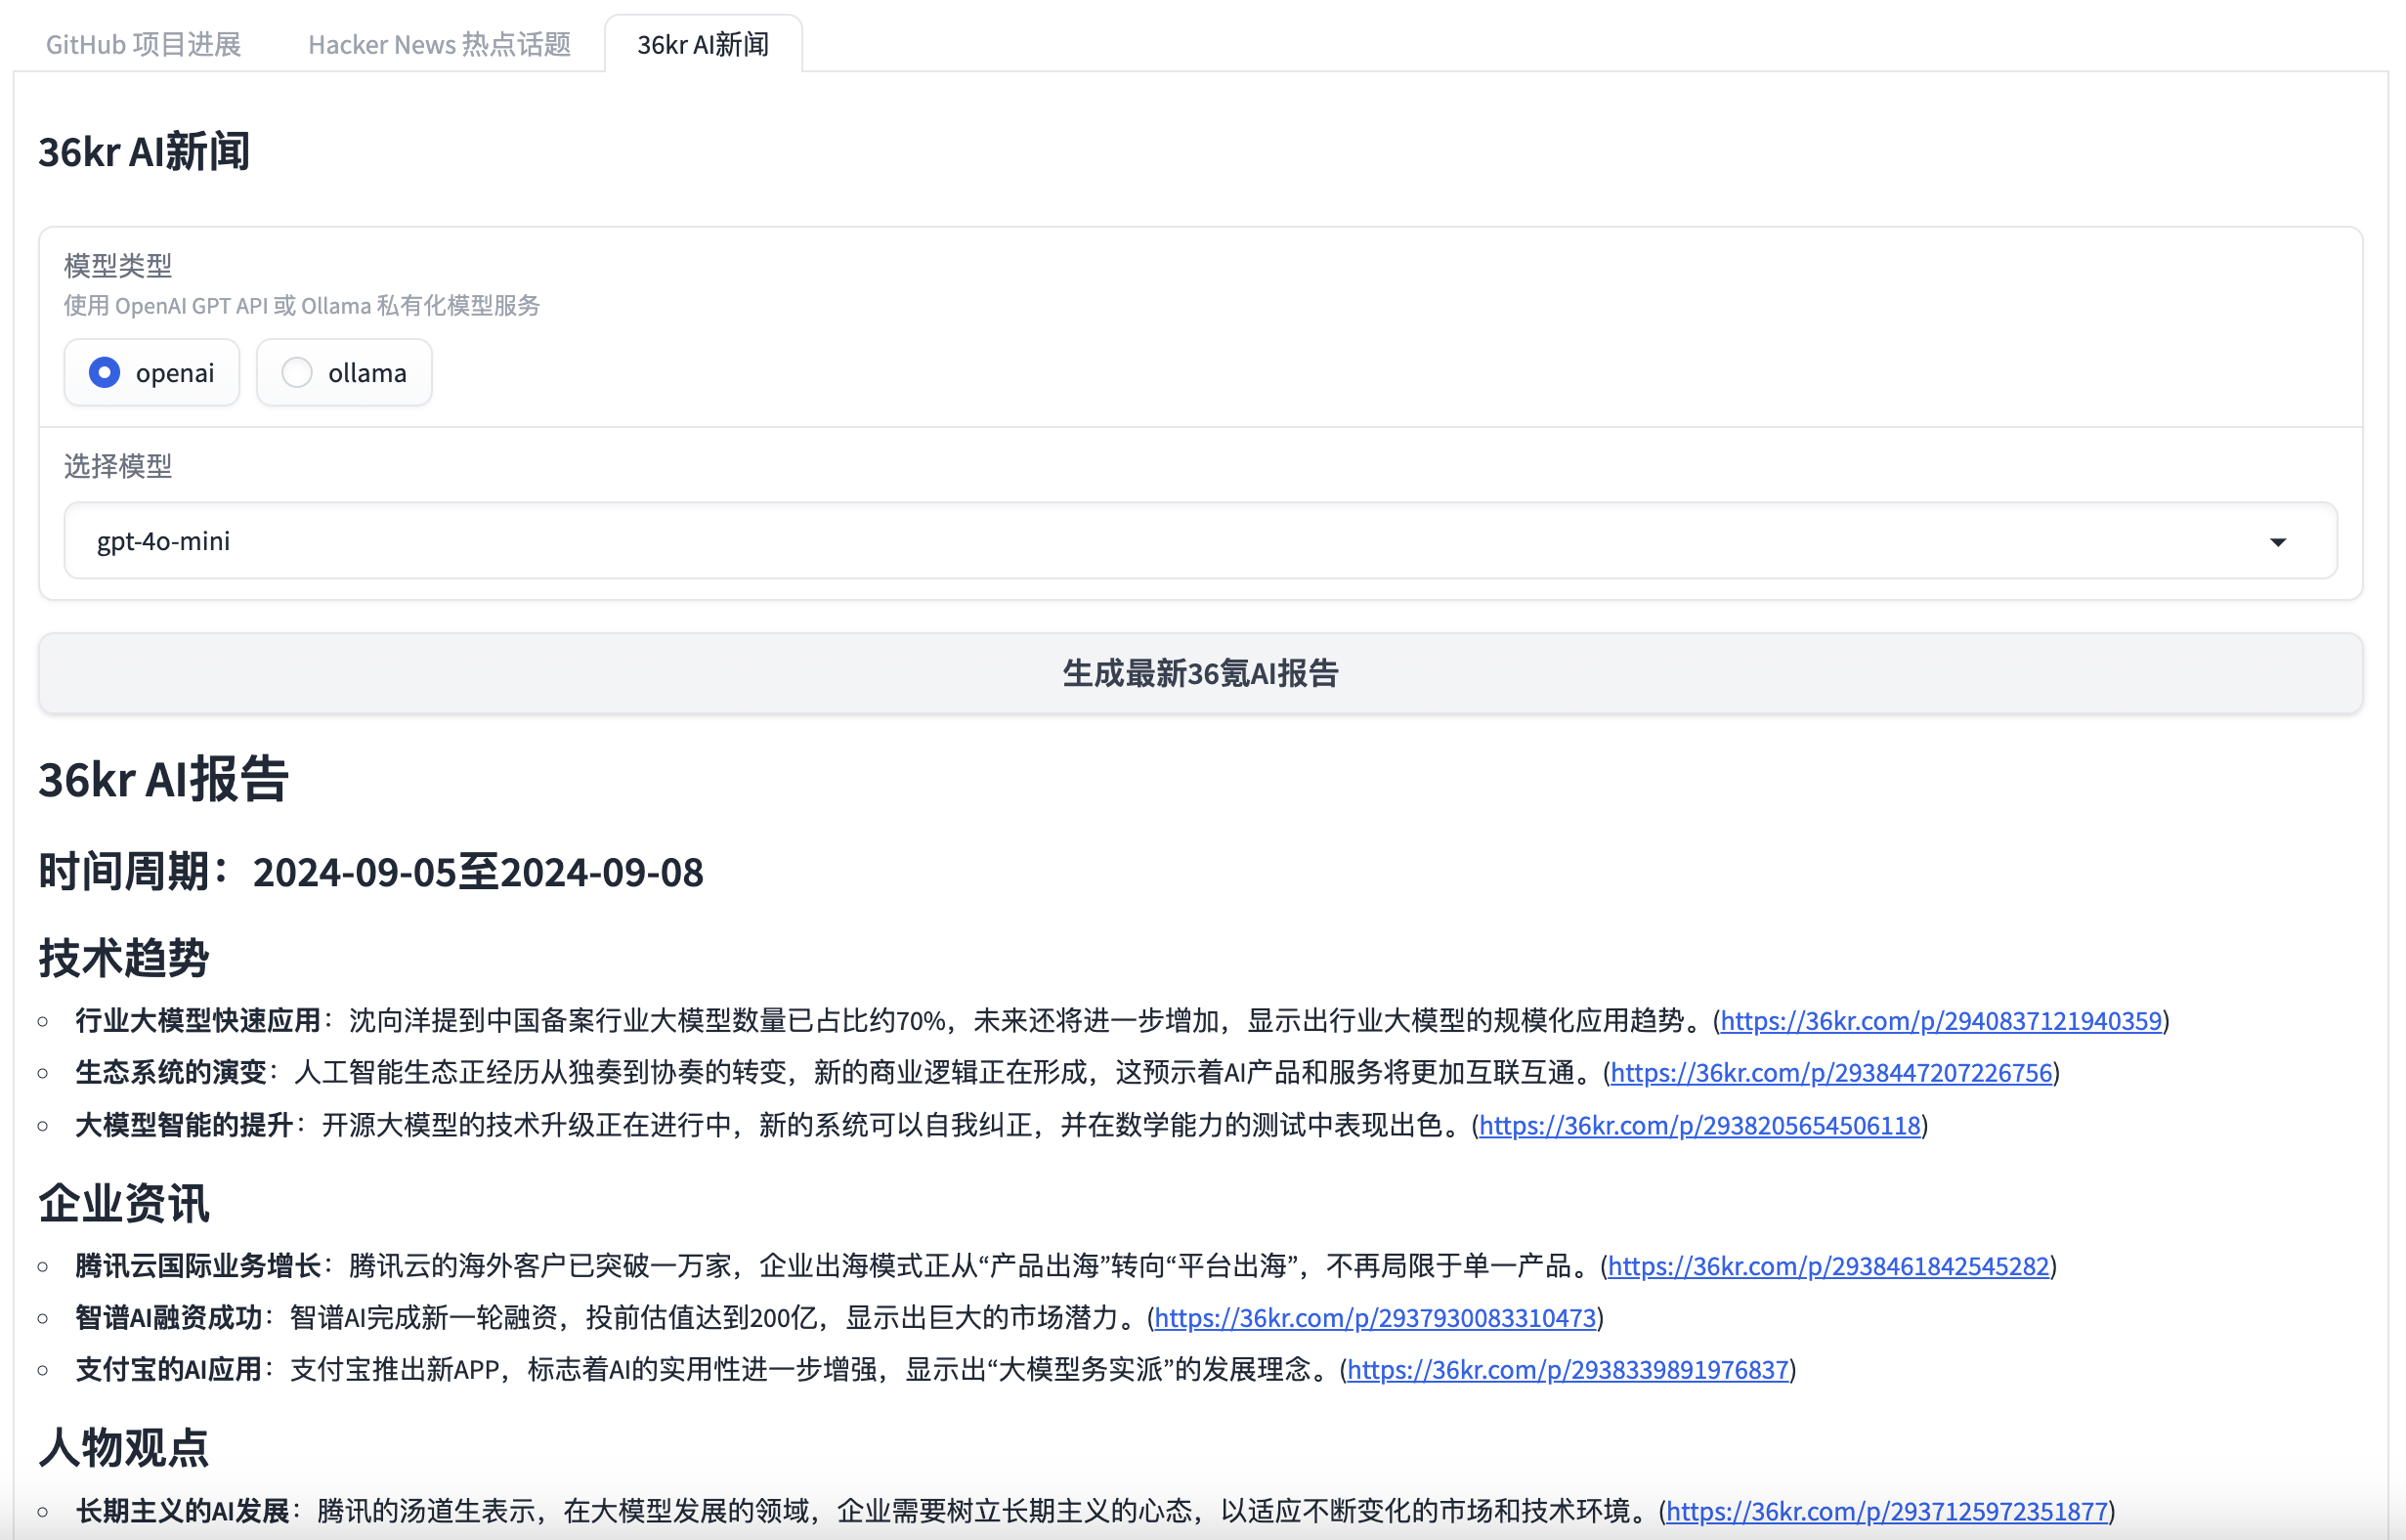 GitHub 项目进展
Hacker News 热点话题
36kr AI新闻
36kr AI新闻
模型类型
使用 OpenAI GPT API 或 Ollama 私有化模型服务
openai
ollama
选择模型
gpt-4o-mini
生成最新36氪AI报告
36kr AI报告
时间周期：2024-09-05至2024-09-08
技术趋势
行业大模型快速应用：沈向洋提到中国备案行业大模型数量已占比约70%，未来还将进一步增加，显示出行业大模型的规模化应用趋势。(https://36kr.com/p/2940837121940359)
生态系统的演变：人工智能生态正经历从独奏到协奏的转变，新的商业逻辑正在形成，这预示着AI产品和服务将更加互联互通。(https://36kr.com/p/2938447207226756)
大模型智能的提升：开源大模型的技术升级正在进行中，新的系统可以自我纠正，并在数学能力的测试中表现出色。(https://36kr.com/p/2938205654506118)
企业资讯
腾讯云国际业务增长：腾讯云的海外客户已突破一万家，企业出海模式正从“产品出海”转向“平台出海”，不再局限于单一产品。(https://36kr.com/p/2938461842545282)
智谱AI融资成功：智谱AI完成新一轮融资，投前估值达到200亿，显示出巨大的市场潜力。(https://36kr.com/p/2937930083310473)
支付宝的AI应用：支付宝推出新APP，标志着AI的实用性进一步增强，显示出“大模型务实派”的发展理念。(https://36kr.com/p/2938339891976837)
人物观点
长期主义的AI发展：腾讯的汤道生表示，在大模型发展的领域，企业需要树立长期主义的心态，以适应不断变化的市场和技术环境。(https://36kr.com/p/2937125972351877)